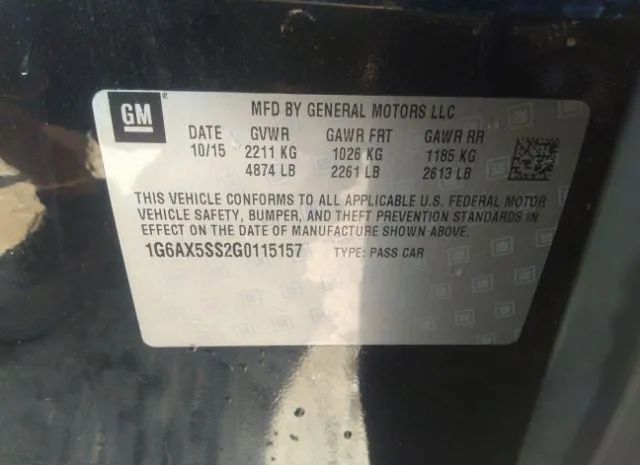 GM ®
MFD BY GENERAL MOTORS LLC
DATE GVWR GAWR FRT GAWR RR
10/15 2211 KG 1026 KG 1185 KG
4874 LB 2261 LB 2613 LB
THIS VEHICLE CONFORMS TO ALL APPLICABLE U.S. FEDERAL MOTOR
VEHICLE SAFETY, BUMPER, AND THEFT PREVENTION STANDARDS IN
EFFECT ON THE DATE OF MANUFACTURE SHOWN ABOVE.
1G6AX5SS2G0115157 TYPE: PASS CAR